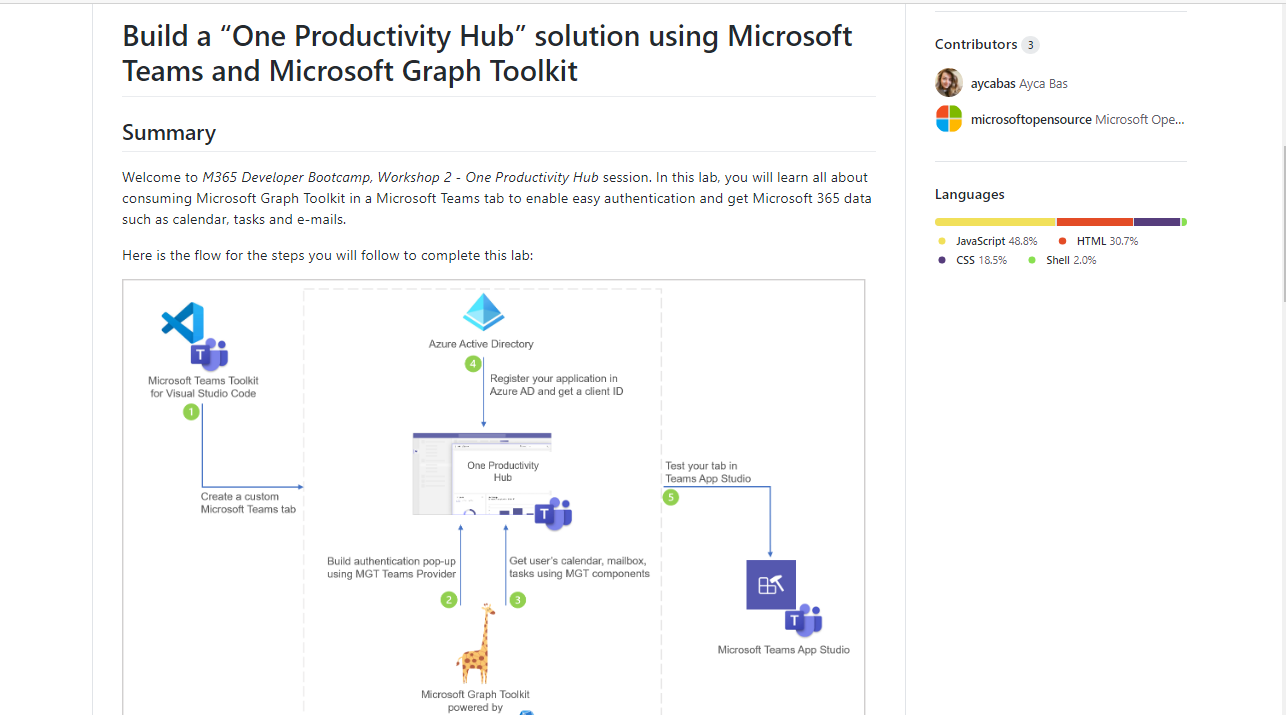 Build a “One Productivity Hub” solution using Microsoft
Teams and Microsoft Graph Toolkit
Summary
Welcome to M365 Developer Bootcamp, Workshop 2 - One Productivity Hub session. In this lab, you will learn all about
consuming Microsoft Graph Toolkit in a Microsoft Teams tab to enable easy authentication and get Microsoft 365 data
such as calendar, tasks and e-mails.
Here is the flow for the steps you will follow to complete this lab:
Microsoft Teams Toolkit
for Visual Studio Code
1
Create a custom
Microsoft Teams tab
Azure Active Directory
4
Register your application in
Azure AD and get a client ID
One Productivity
Hub
T
Build authentication pop-up
using MGT Teams Provider
2
Get user's calendar, mailbox,
tasks using MGT components
3
Microsoft Graph Toolkit
powered by
Test your tab in
Teams App Studio
5
T
Microsoft Teams App Studio
Contributors 3
aycabas Ayca Bas
microsoftopensource Microsoft Ope...
Languages
JavaScript 48.8% HTML 30.7%
CSS 18.5% Shell 2.0%